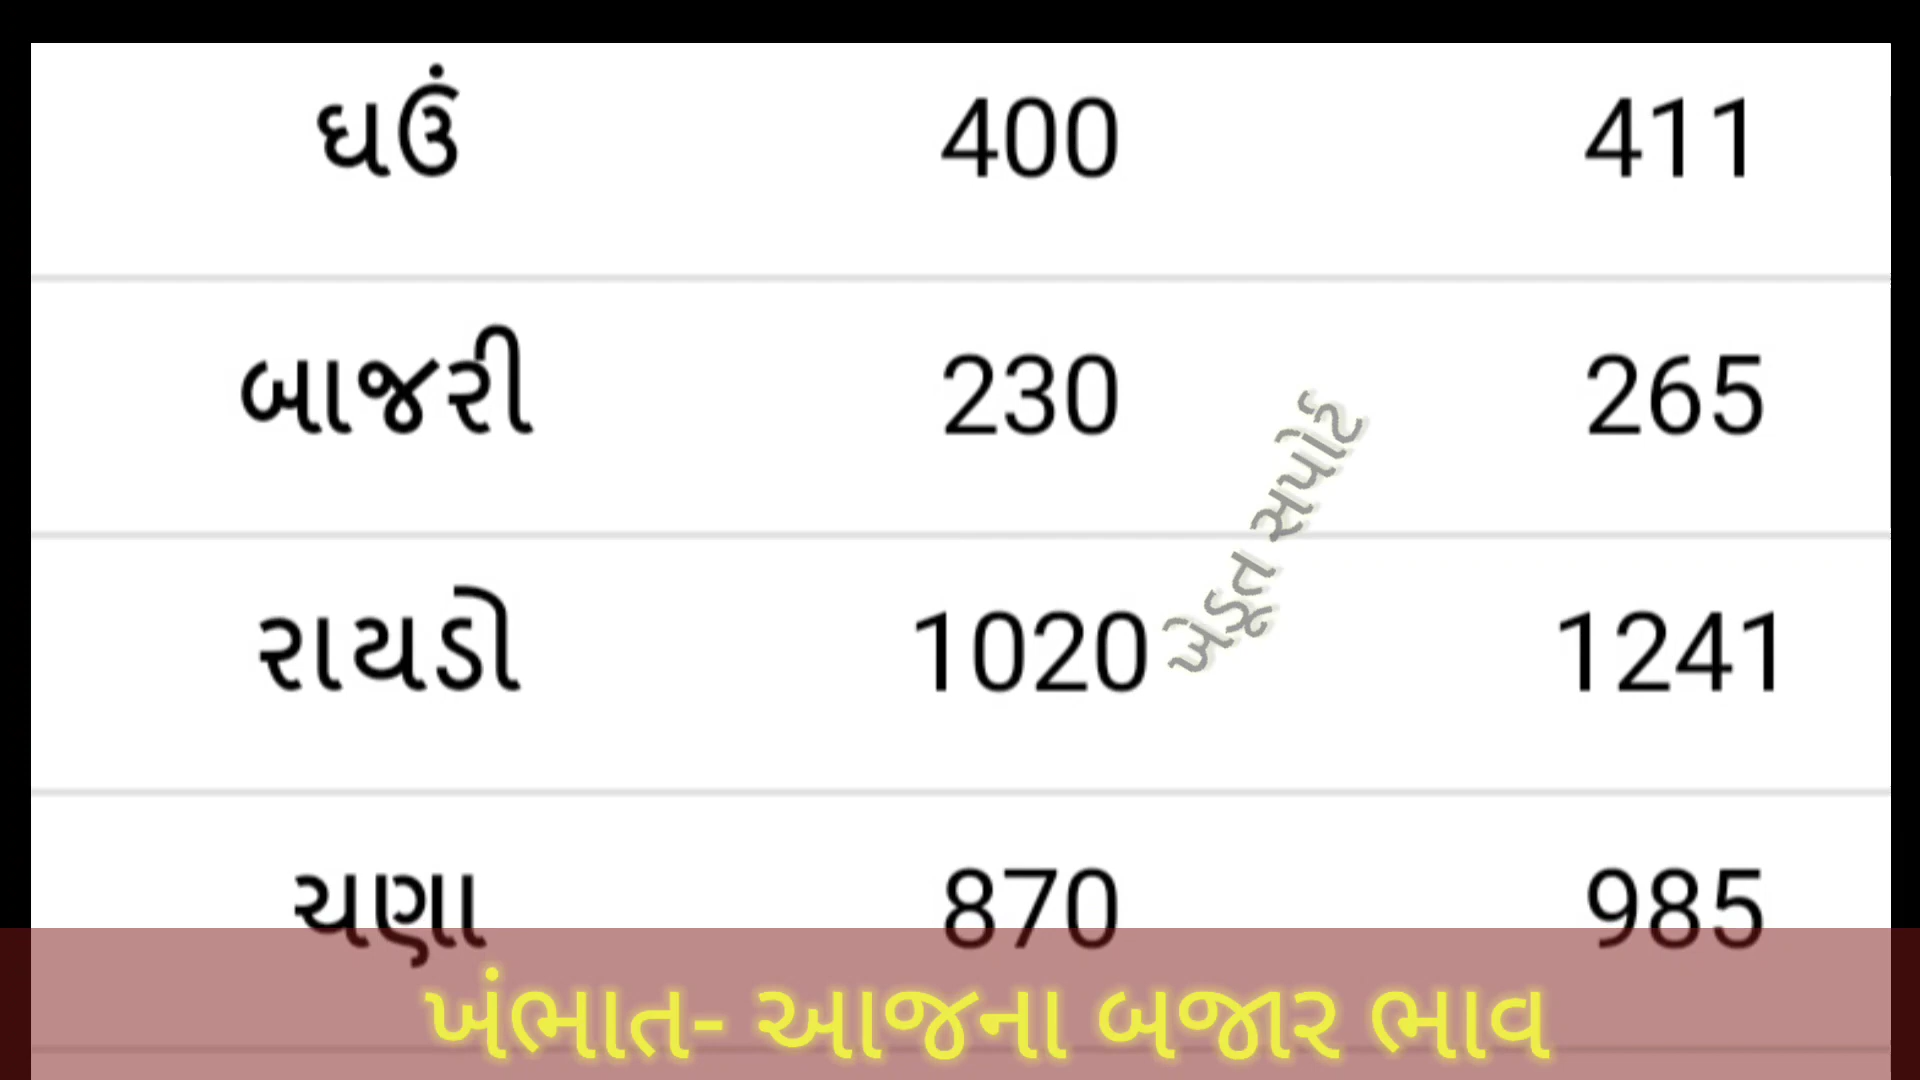 ઘઉં 400 411
બાજરી 230 265
ખેડૂત સપોર્ટ
રાયડો 1020 1241
ચણા 870 985
ખંભાત- આજના બજાર ભાવ